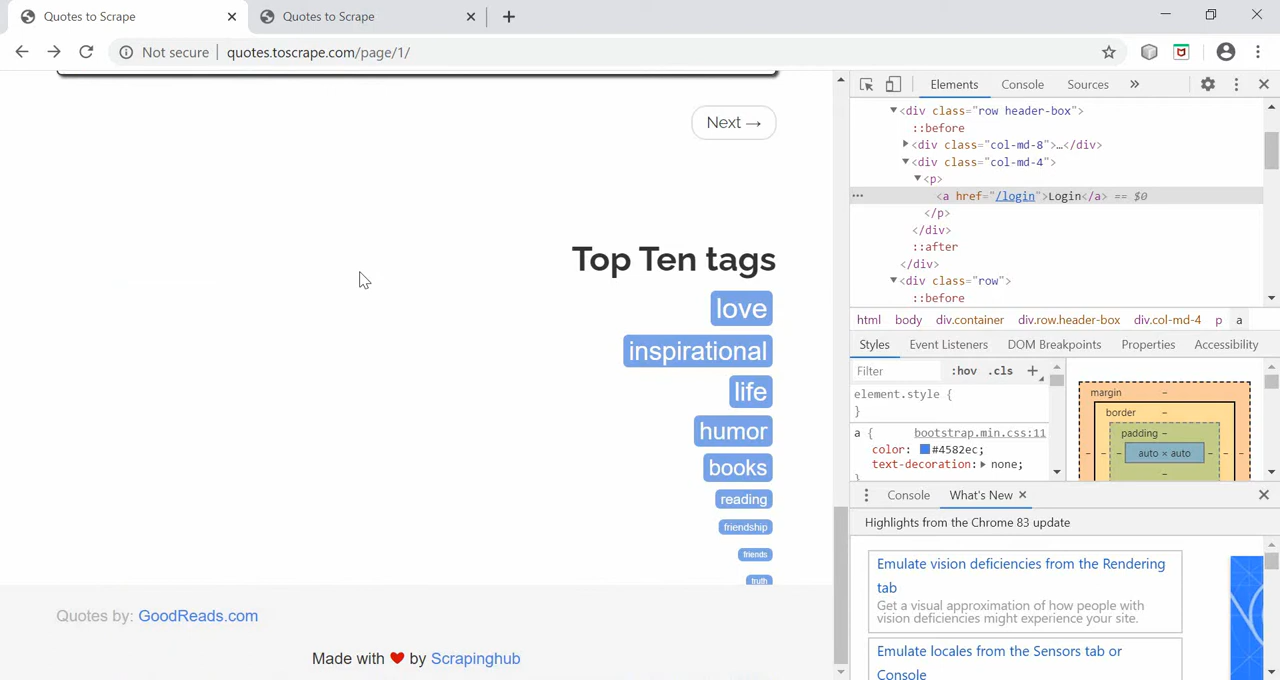 Quotes to Scrape
Quotes to Scrape
Not secure
quotes.toscrape.com/page/1/
Next →
Top Ten tags
love
inspirational
life
humor
books
reading
friendship
friends
truth
Quotes by: GoodReads.com
Made with ❤ by Scrapinghub
Elements Console Sources »
<div class="row header-box">
::before
<div class="col-md-8">…</div>
<div class="col-md-4">
<p>
<a href="/login">Login</a> == $0
</p>
</div>
::after
</div>
<div class="row">
::before
html body div.container div.row.header-box div.col-md-4 p a
Styles Event Listeners DOM Breakpoints Properties Accessibility
Filter :hov .cls +
element.style {
}
a { bootstrap.min.css:11
color: #4582ec;
text-decoration: none;
}
margin –
border –
padding –
– – – auto × auto – – –
–
Console What's New ×
Highlights from the Chrome 83 update
Emulate vision deficiencies from the Rendering
tab
Get a visual approximation of how people with
vision deficiencies might experience your site.
Emulate locales from the Sensors tab or
Console